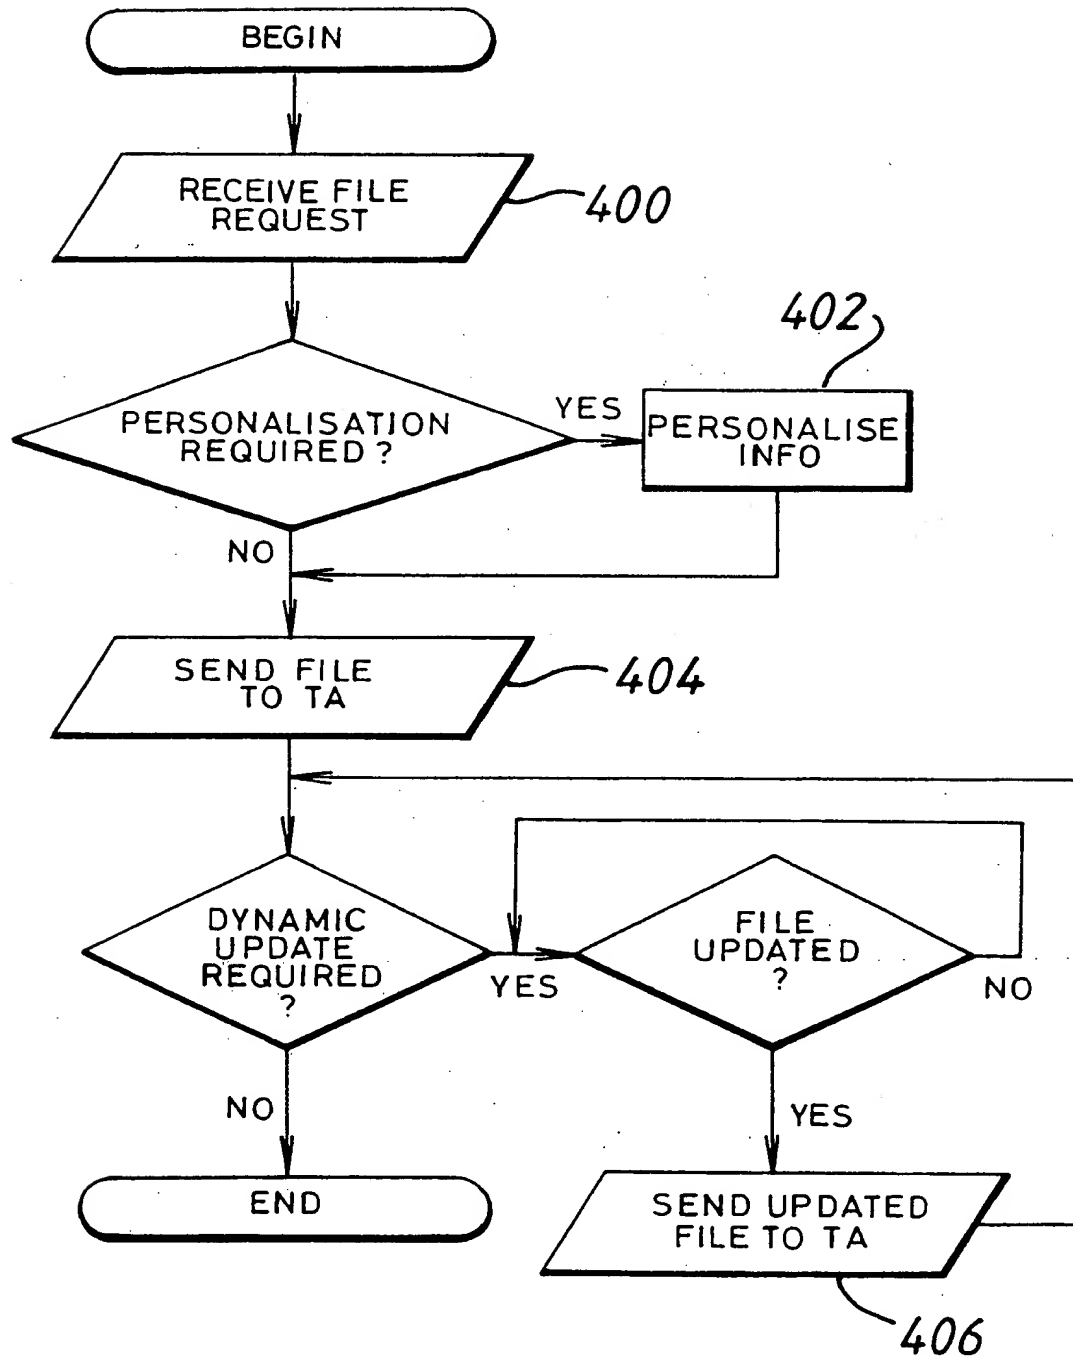 BEGIN
RECEIVE FILE
REQUEST
400
402
PERSONALISATION
REQUIRED ?
YES
PERSONALISE
INFO
NO
SEND FILE
TO TA
404
DYNAMIC
UPDATE
REQUIRED
?
YES
FILE
UPDATED
?
NO
NO
YES
END
SEND UPDATED
FILE TO TA
406